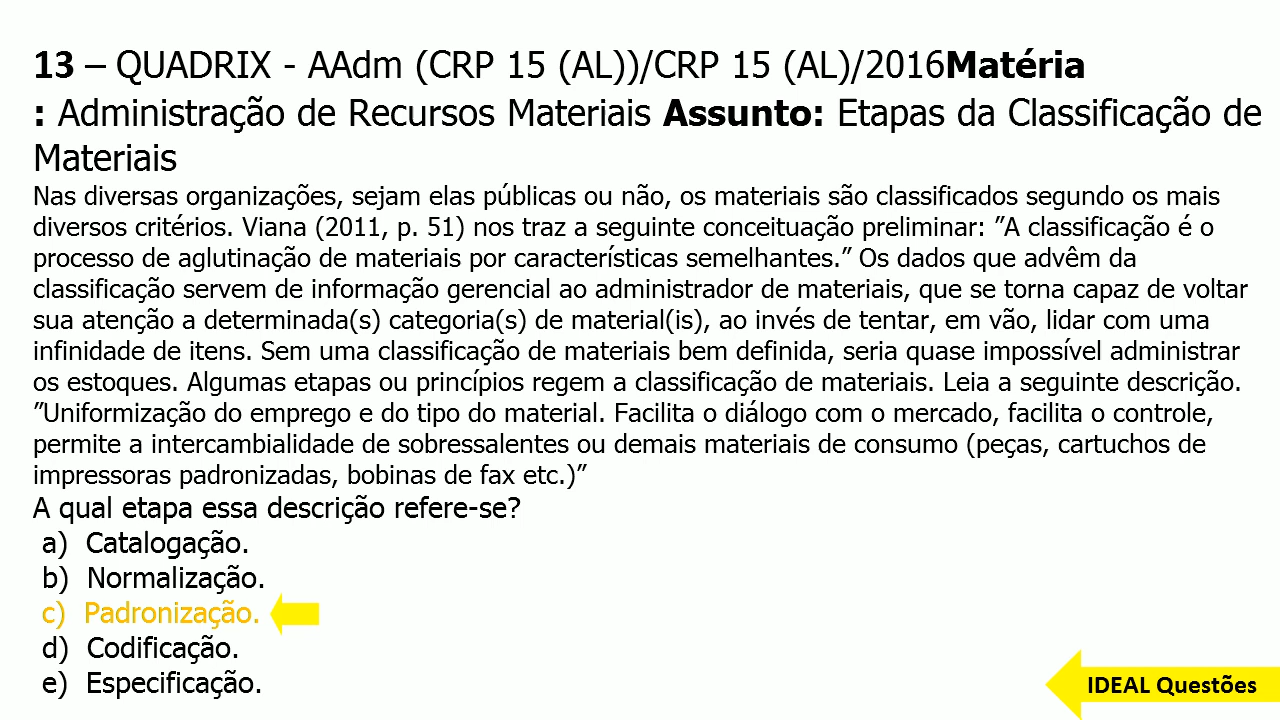 13 – QUADRIX - AAdm (CRP 15 (AL))/CRP 15 (AL)/2016Matéria
: Administração de Recursos Materiais Assunto: Etapas da Classificação de
Materiais
Nas diversas organizações, sejam elas públicas ou não, os materiais são classificados segundo os mais
diversos critérios. Viana (2011, p. 51) nos traz a seguinte conceituação preliminar: ”A classificação é o
processo de aglutinação de materiais por características semelhantes.” Os dados que advêm da
classificação servem de informação gerencial ao administrador de materiais, que se torna capaz de voltar
sua atenção a determinada(s) categoria(s) de material(is), ao invés de tentar, em vão, lidar com uma
infinidade de itens. Sem uma classificação de materiais bem definida, seria quase impossível administrar
os estoques. Algumas etapas ou princípios regem a classificação de materiais. Leia a seguinte descrição.
”Uniformização do emprego e do tipo do material. Facilita o diálogo com o mercado, facilita o controle,
permite a intercambialidade de sobressalentes ou demais materiais de consumo (peças, cartuchos de
impressoras padronizadas, bobinas de fax etc.)”
A qual etapa essa descrição refere-se?
a) Catalogação.
b) Normalização.
c) Padronização.
d) Codificação.
e) Especificação.
IDEAL Questões